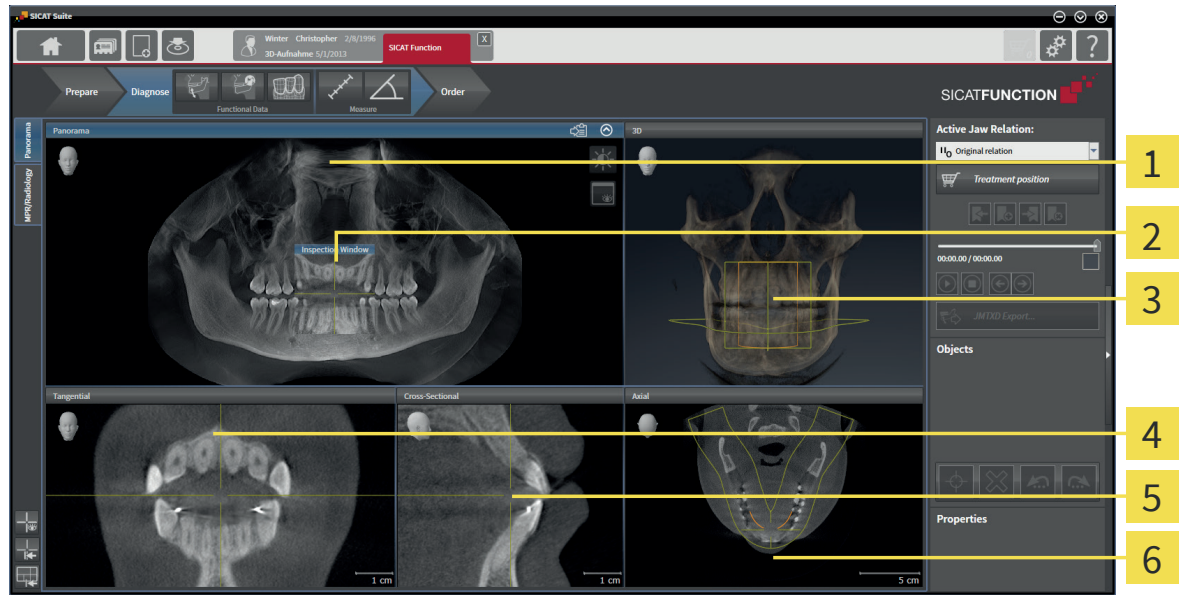 SICAT Suite
Winter Christopher 2/8/1996
3D-Aufnahme 5/1/2013
SICAT Function
X
?
Prepare
Diagnose
Functional Data
Measure
Order
SICATFUNCTION
Panorama
MPR/Radiology
Panorama
Inspection Window
3D
Active Jaw Relation:
Original relation
Treatment position
00:00.00 / 00:00.00
JMTXD Export...
Objects
Properties
Tangential
1 cm
Cross-Sectional
1 cm
Axial
5 cm
1
2
3
4
5
6